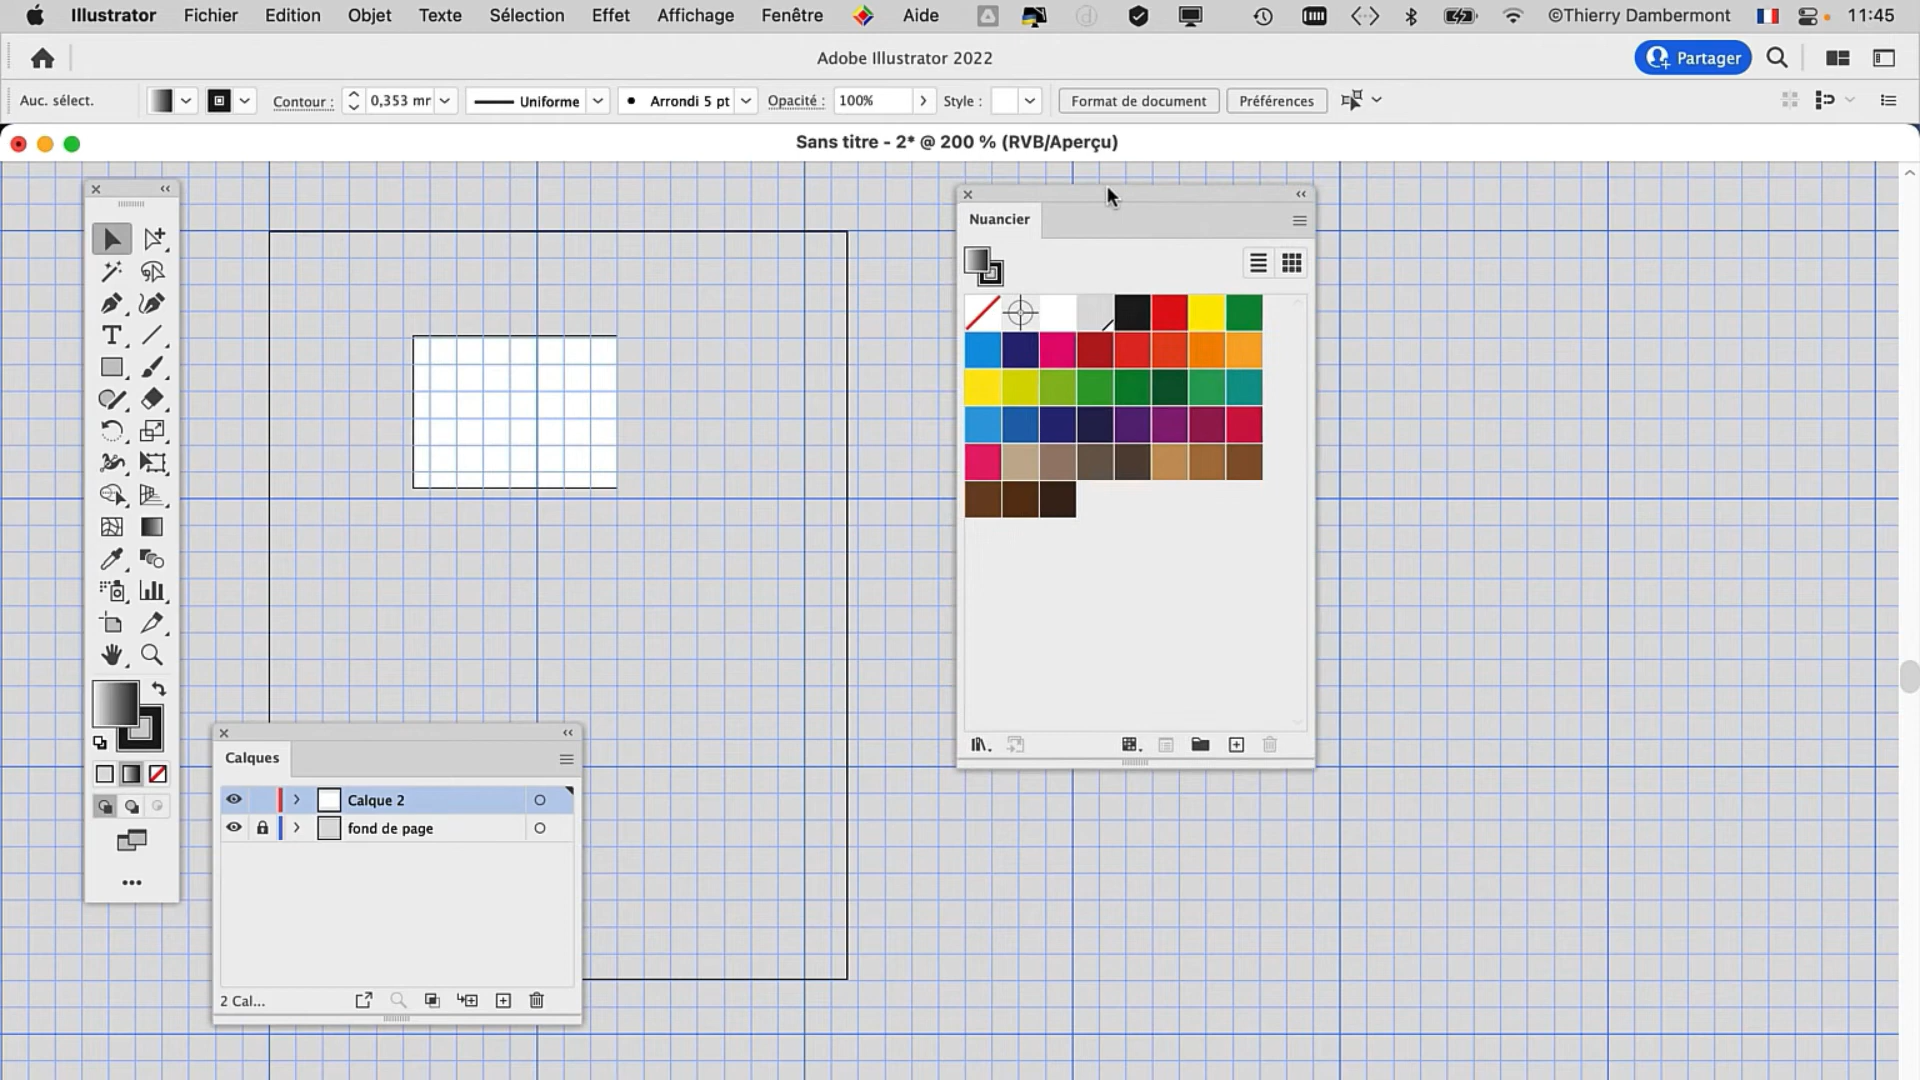 Illustrator Fichier Edition Objet Texte Sélection Effet Affichage Fenêtre Aide ©Thierry Dambermont 11:45
Adobe Illustrator 2022 Partager
Auc. sélect. Contour : 0,353 mr Uniforme Arrondi 5 pt Opacité : 100% Style : Format de document Préférences
Sans titre - 2* @ 200 % (RVB/Aperçu)
Nuancier
Calques
Calque 2
fond de page
2 Cal...